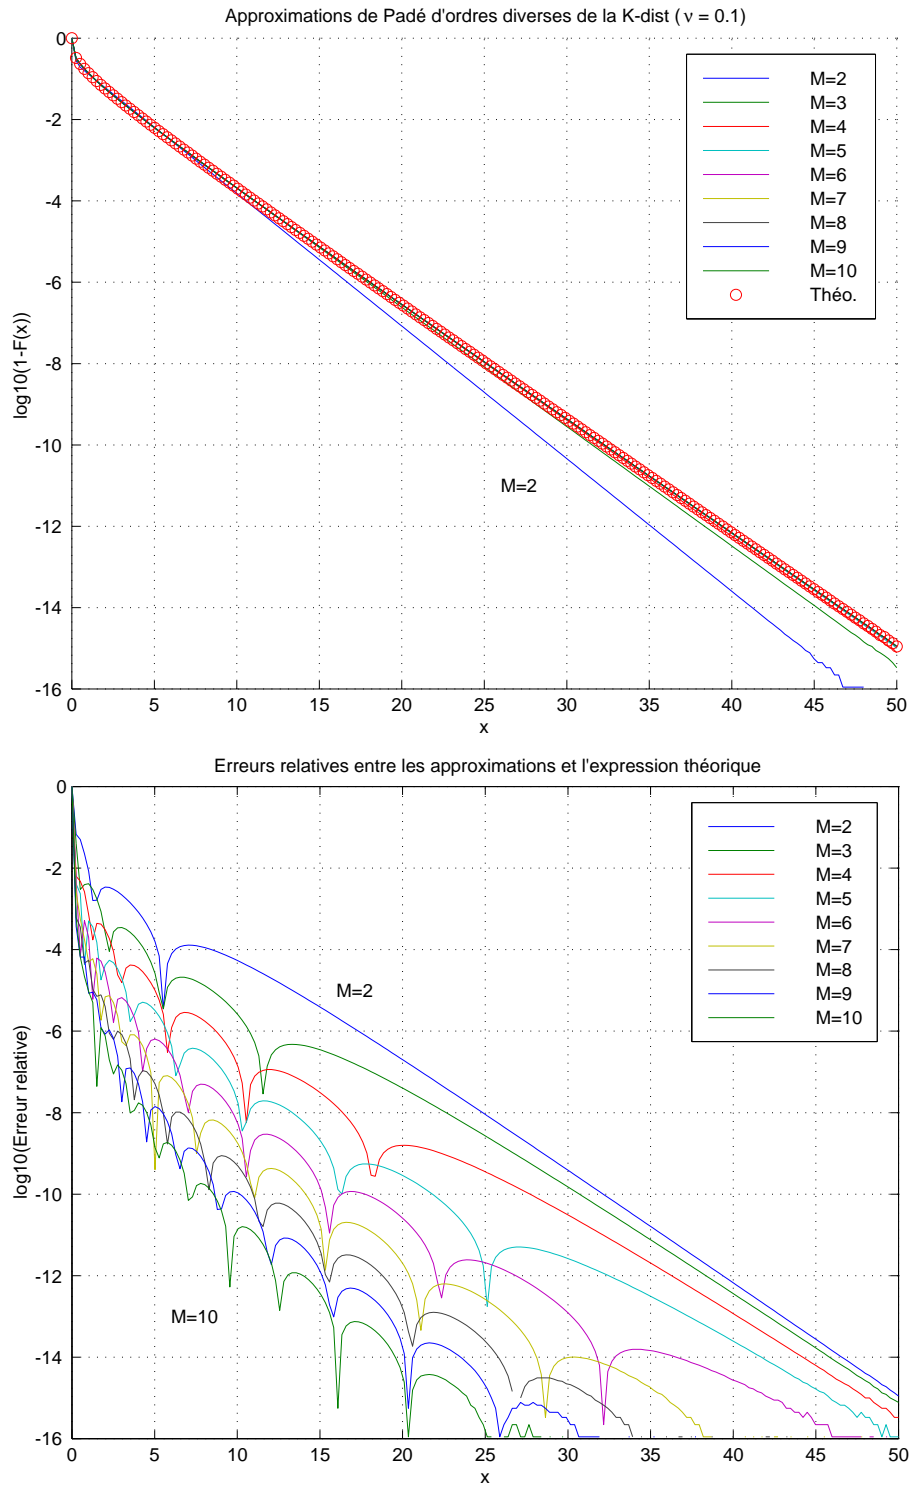 Approximations de Padé d'ordres diverses de la K-dist ( ν = 0.1)
0
-2
-4
-6
-8
-10
-12
-14
-16
log10(1-F(x))
M=2
M=3
M=4
M=5
M=6
M=7
M=8
M=9
M=10
Théo.
M=2
0 5 10 15 20 25 30 35 40 45 50
x
Erreurs relatives entre les approximations et l'expression théorique
0
-2
-4
-6
-8
-10
-12
-14
-16
log10(Erreur relative)
M=2
M=3
M=4
M=5
M=6
M=7
M=8
M=9
M=10
M=2
M=10
0 5 10 15 20 25 30 35 40 45 50
x